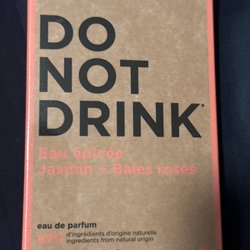 DO
NOT
DRINK*
Eau épicée
Jasmin + Baies roses
eau de parfum
d'ingrédients d'origine naturelle
ingredients from natural origin